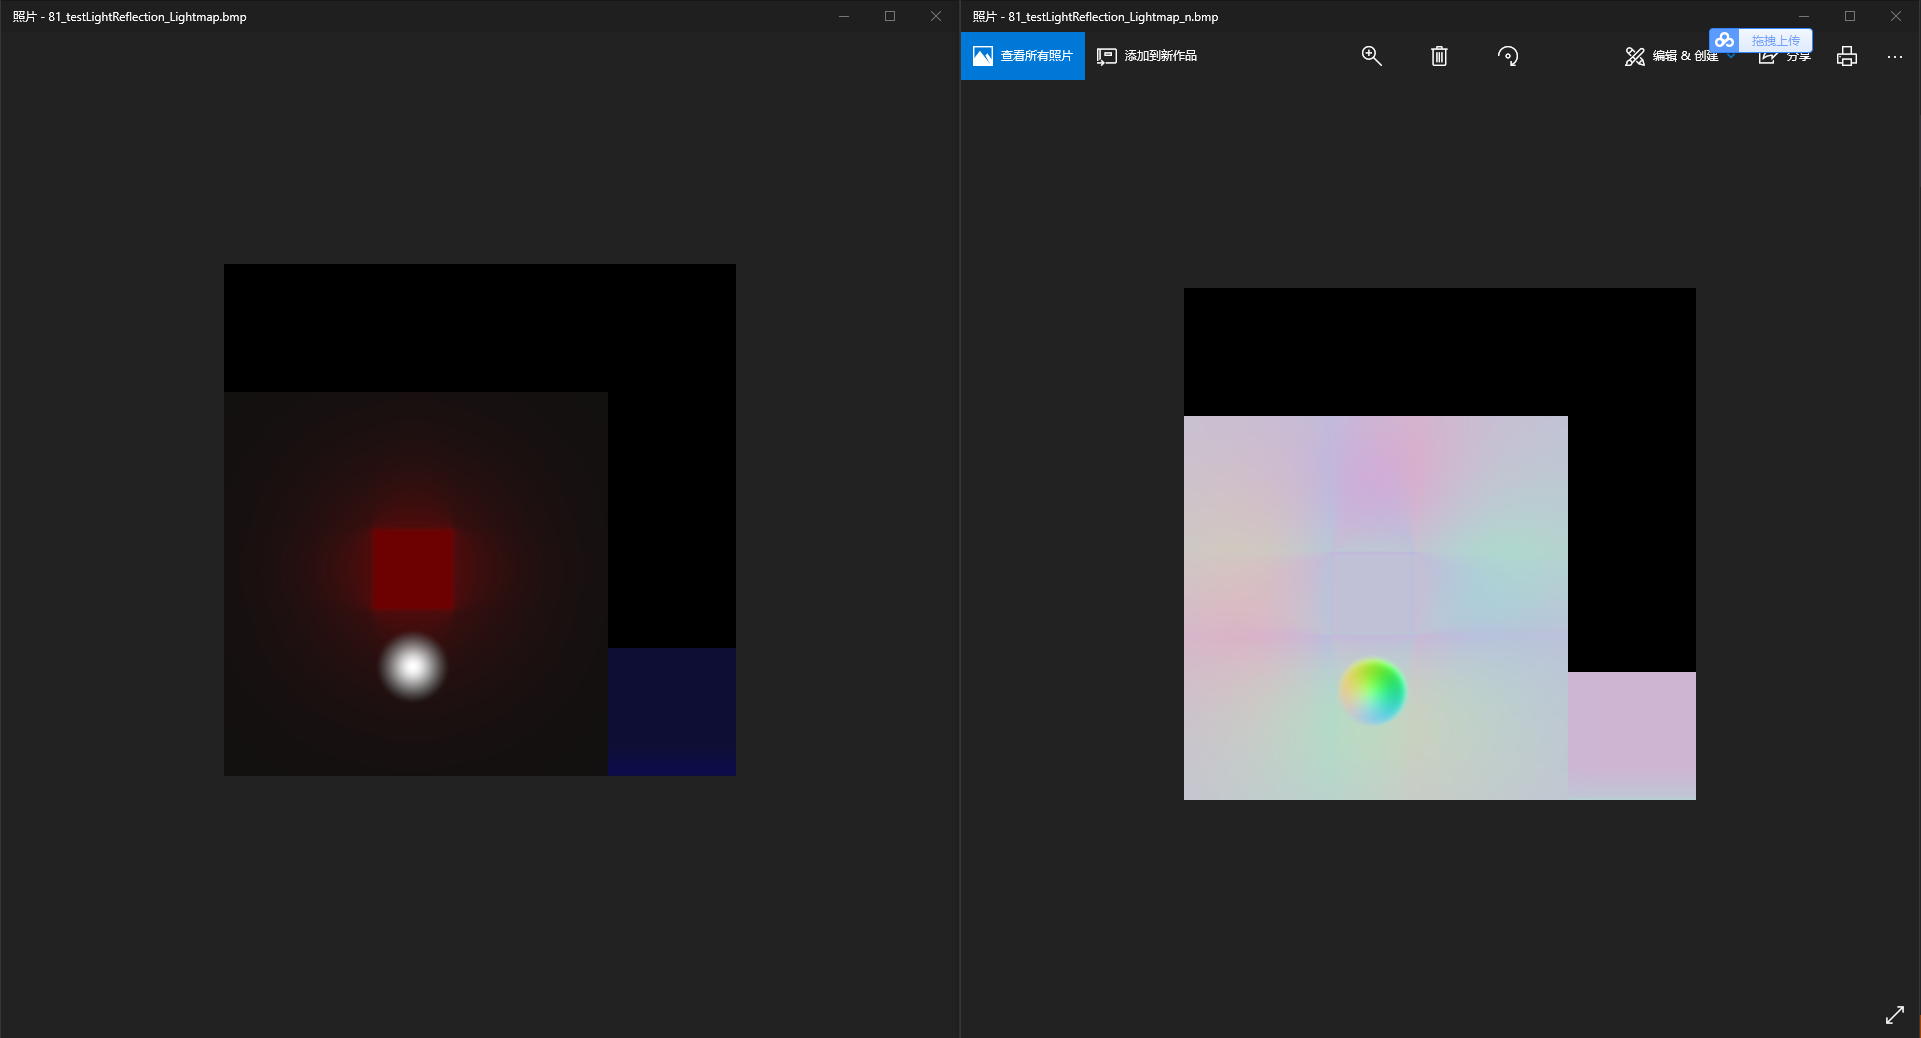 照片 - 81_testLightReflection_Lightmap.bmp
照片 - 81_testLightReflection_Lightmap_n.bmp
查看所有照片
添加到新作品
拖拽上传
编辑 & 创建
分享